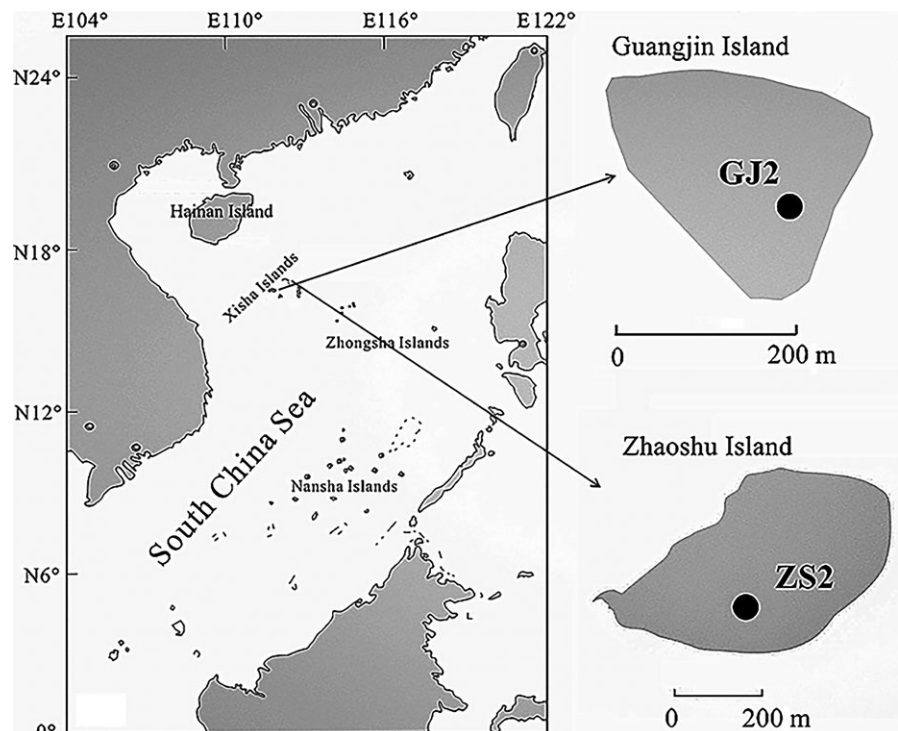 E104° E110° E116° E122°
N24°
N18°
N12°
N6°
0°
Hainan Island
Xisha Islands
Zhongsha Islands
South China Sea
Nansha Islands
Guangjin Island
GJ2
0 200 m
Zhaoshu Island
ZS2
0 200 m